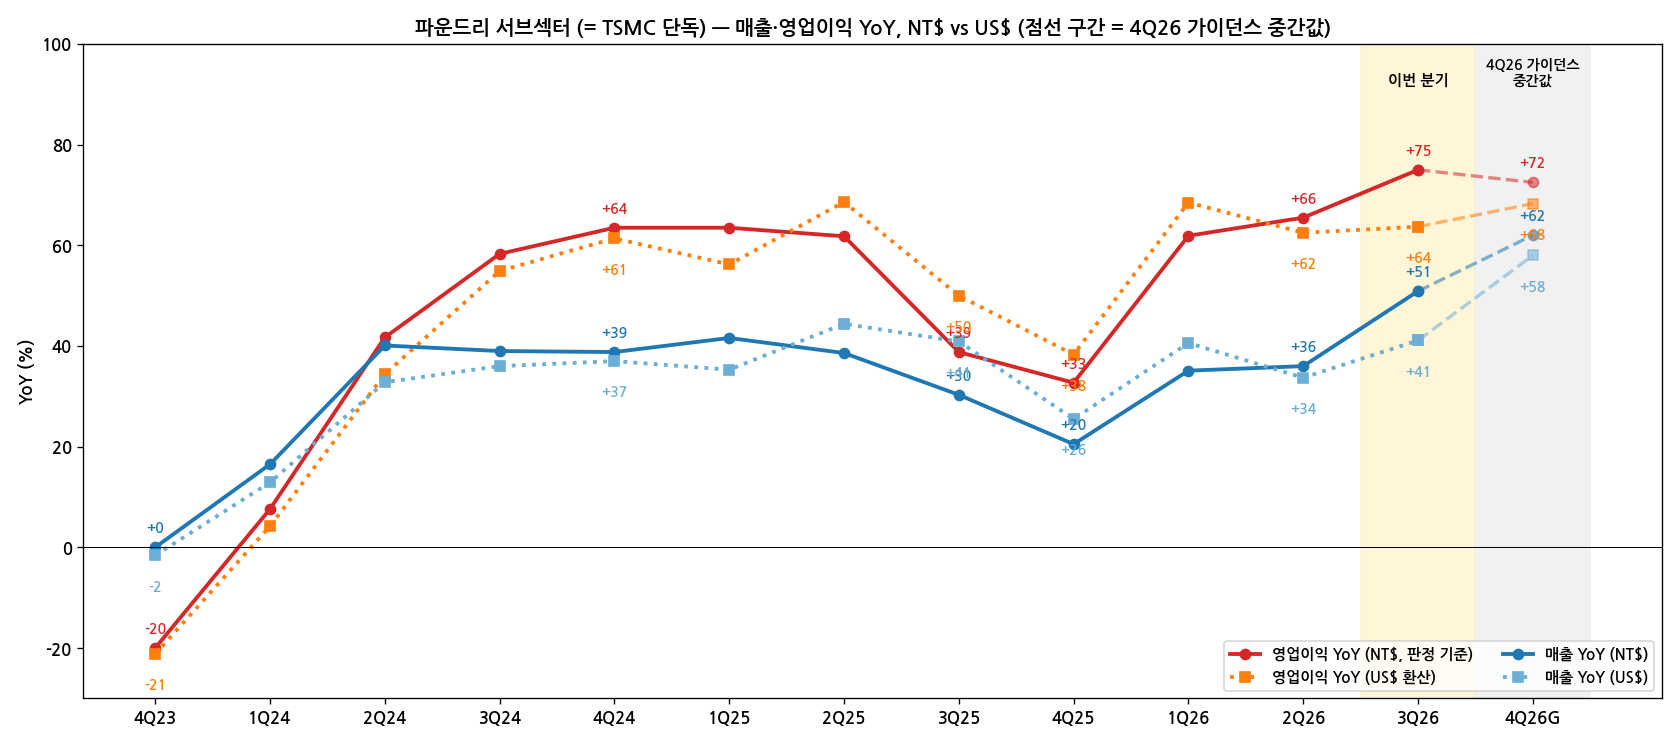 파운드리 서브섹터 (= TSMC 단독) — 매출·영업이익 YoY, NT$ vs US$ (점선 구간 = 4Q26 가이던스 중간값)
YoY (%)
100
80
60
40
20
0
-20
이번 분기
4Q26 가이던스
중간값
+75
+72
+66
+64
+62
+68
+64
+51
+58
+61
+62
+50
+39
+39
+36
+41
+30
+41
+33
+38
+37
+34
+20
+26
+0
-2
-20
-21
영업이익 YoY (NT$, 판정 기준)
영업이익 YoY (US$ 환산)
매출 YoY (NT$)
매출 YoY (US$)
4Q23
1Q24
2Q24
3Q24
4Q24
1Q25
2Q25
3Q25
4Q25
1Q26
2Q26
3Q26
4Q26G